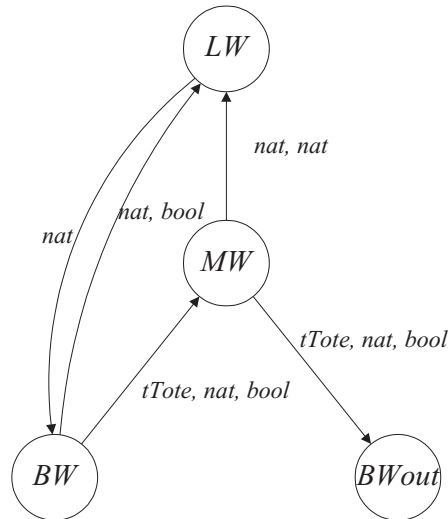 LW
nat, nat
nat, bool
nat
MW
tTote, nat, bool
tTote, nat, bool
BW
BWout